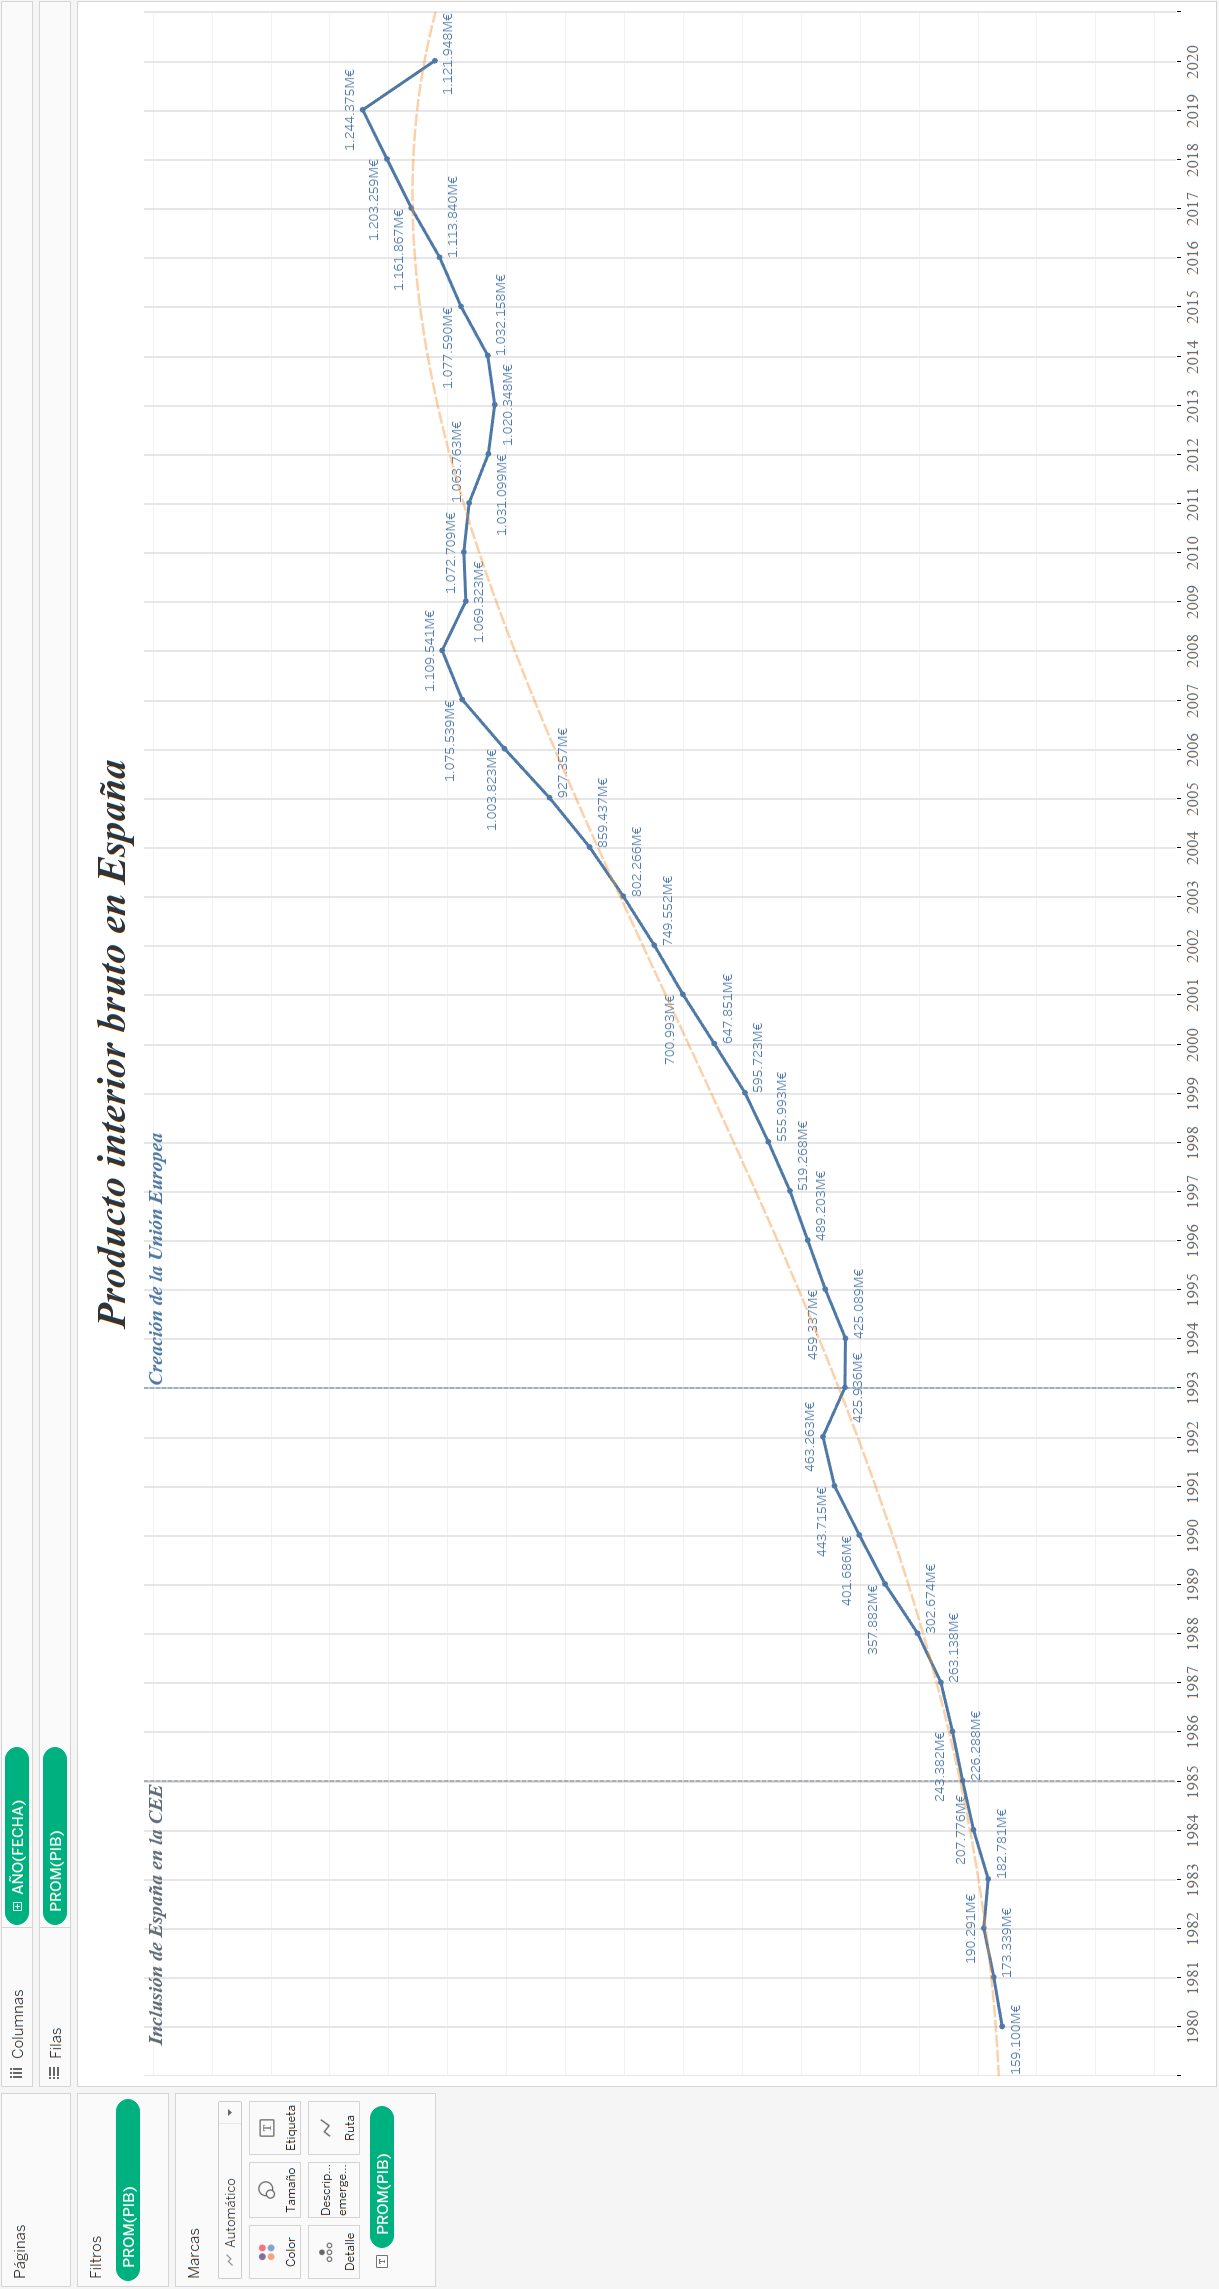 Páginas
Columnas
AÑO(FECHA)
Filas
PROM(PIB)
Filtros
PROM(PIB)
Marcas
Automático
Color
Tamaño
Etiqueta
Detalle
Descrip...
emerge...
Ruta
PROM(PIB)
Producto interior bruto en España
Inclusión de España en la CEE
Creación de la Unión Europea
159.100M€
173.339M€
190.291M€
182.781M€
207.776M€
226.288M€
243.382M€
263.138M€
302.674M€
357.882M€
401.686M€
443.715M€
463.263M€
425.936M€
425.089M€
459.337M€
489.203M€
519.268M€
555.993M€
595.723M€
647.851M€
700.993M€
749.552M€
802.266M€
859.437M€
927.357M€
1.003.823M€
1.075.539M€
1.109.541M€
1.069.323M€
1.072.709M€
1.063.763M€
1.031.099M€
1.020.348M€
1.032.158M€
1.077.590M€
1.113.840M€
1.161.867M€
1.203.259M€
1.244.375M€
1.121.948M€
1980 1981 1982 1983 1984 1985 1986 1987 1988 1989 1990 1991 1992 1993 1994 1995 1996 1997 1998 1999 2000 2001 2002 2003 2004 2005 2006 2007 2008 2009 2010 2011 2012 2013 2014 2015 2016 2017 2018 2019 2020